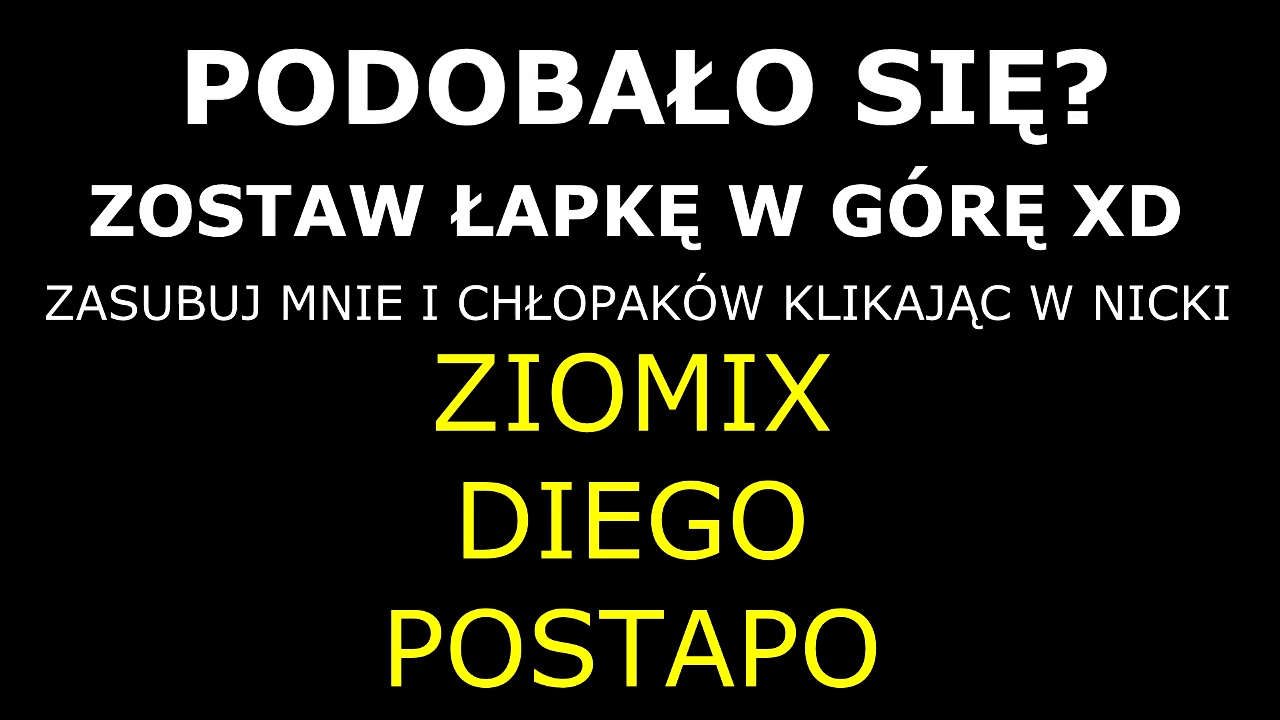 PODOBAŁO SIĘ?
ZOSTAW ŁAPKĘ W GÓRĘ XD
ZASUBUJ MNIE I CHŁOPAKÓW KLIKAJĄC W NICKI
ZIOMIX
DIEGO
POSTAPO